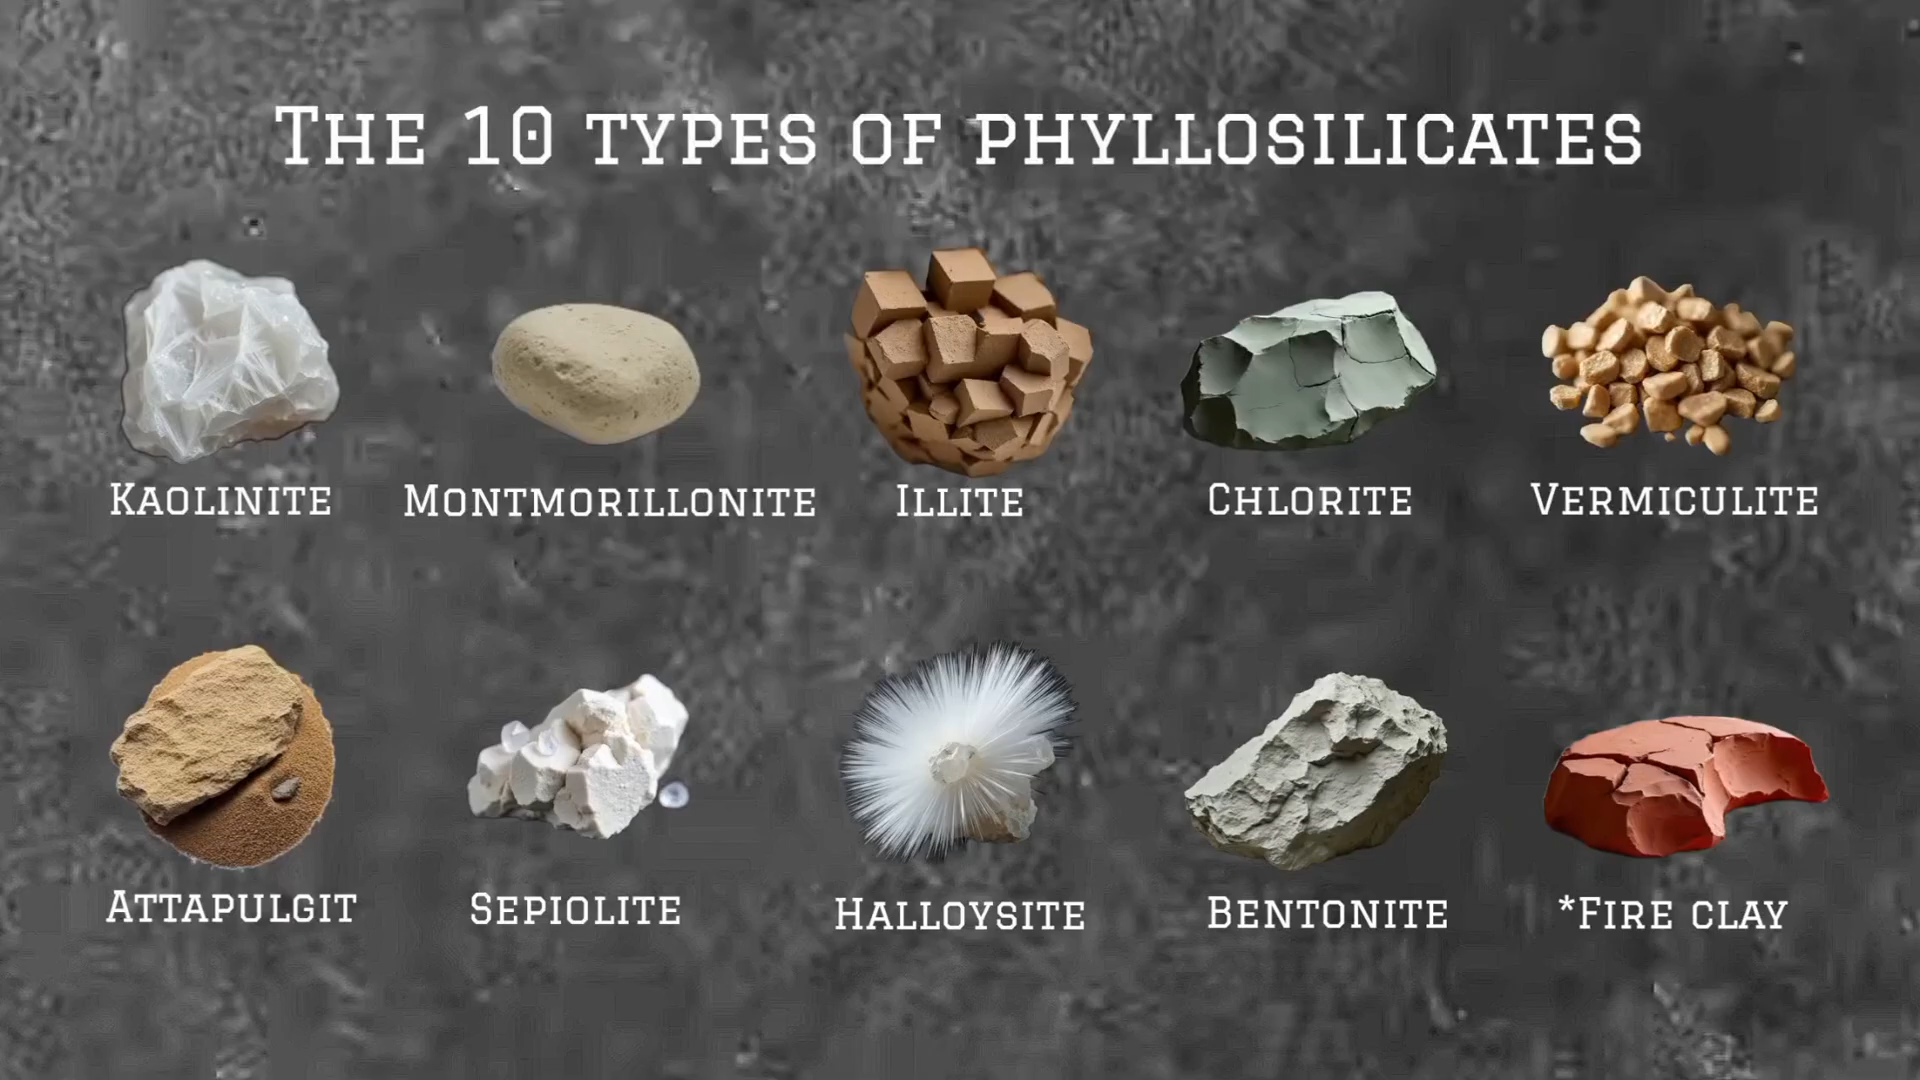 The 10 types of phyllosilicates
Kaolinite
Montmorillonite
Illite
Chlorite
Vermiculite
Attapulgit
Sepiolite
Halloysite
Bentonite
*Fire clay